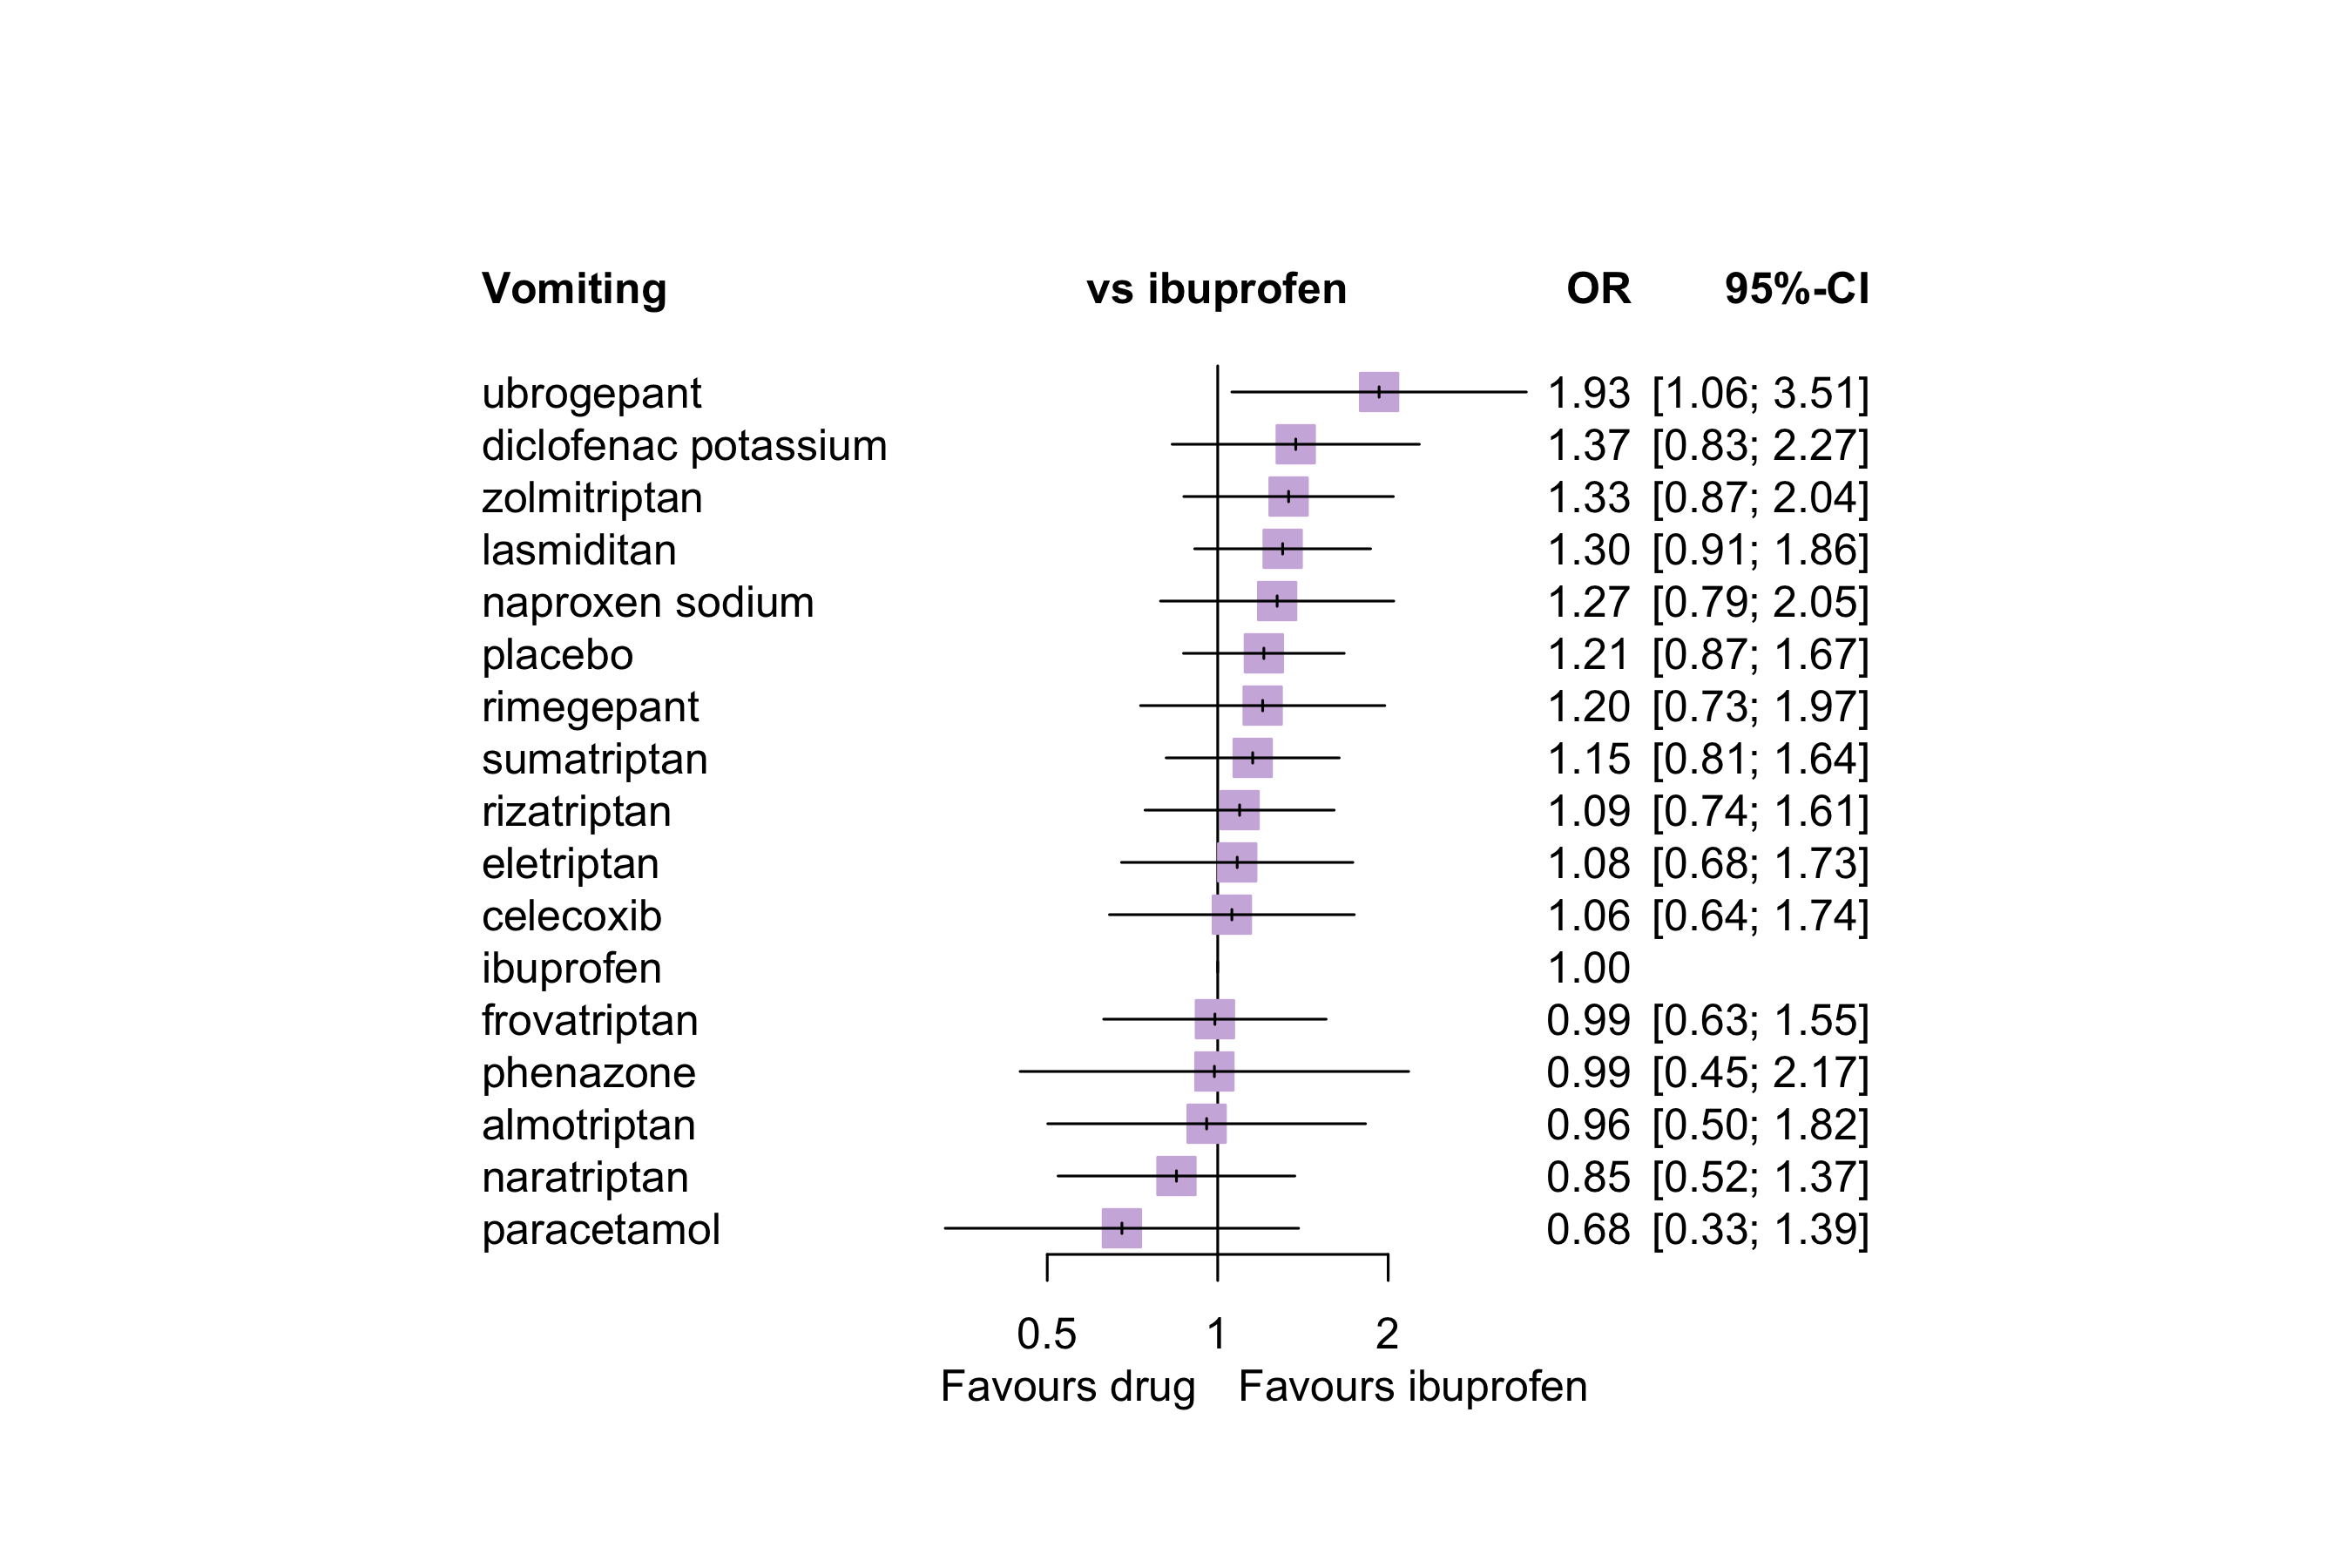 Vomiting vs ibuprofen OR 95%-CI
ubrogepant 1.93 [1.06; 3.51]
diclofenac potassium 1.37 [0.83; 2.27]
zolmitriptan 1.33 [0.87; 2.04]
lasmiditan 1.30 [0.91; 1.86]
naproxen sodium 1.27 [0.79; 2.05]
placebo 1.21 [0.87; 1.67]
rimegepant 1.20 [0.73; 1.97]
sumatriptan 1.15 [0.81; 1.64]
rizatriptan 1.09 [0.74; 1.61]
eletriptan 1.08 [0.68; 1.73]
celecoxib 1.06 [0.64; 1.74]
ibuprofen 1.00
frovatriptan 0.99 [0.63; 1.55]
phenazone 0.99 [0.45; 2.17]
almotriptan 0.96 [0.50; 1.82]
naratriptan 0.85 [0.52; 1.37]
paracetamol 0.68 [0.33; 1.39]
0.5 1 2
Favours drug Favours ibuprofen